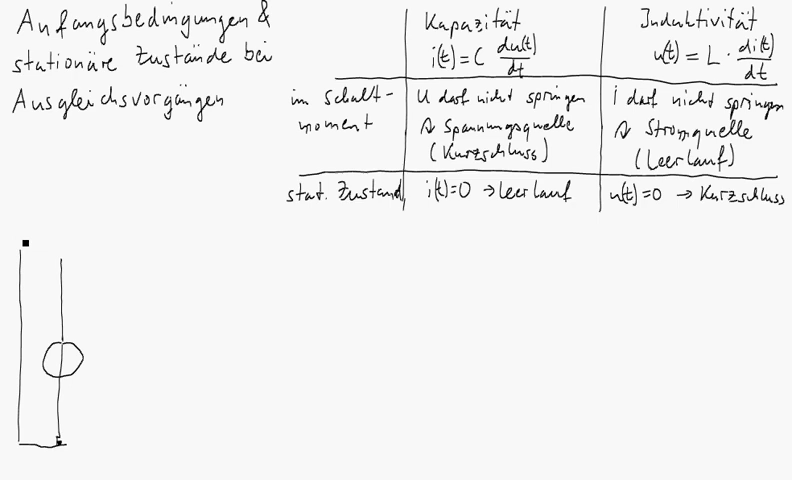 Anfangsbedingungen &
stationäre Zustände bei
Ausgleichsvorgängen
Kapazität
i(t) = C du(t)/dt
Induktivität
u(t) = L · di(t)/dt
im Schalt-
moment
U darf nicht springen
→ Spannungsquelle
(Kurzschluss)
i darf nicht springen
→ Stromquelle
(Leerlauf)
stat. Zustand
i(t)=0 → Leerlauf
u(t)=0 → Kurzschluss